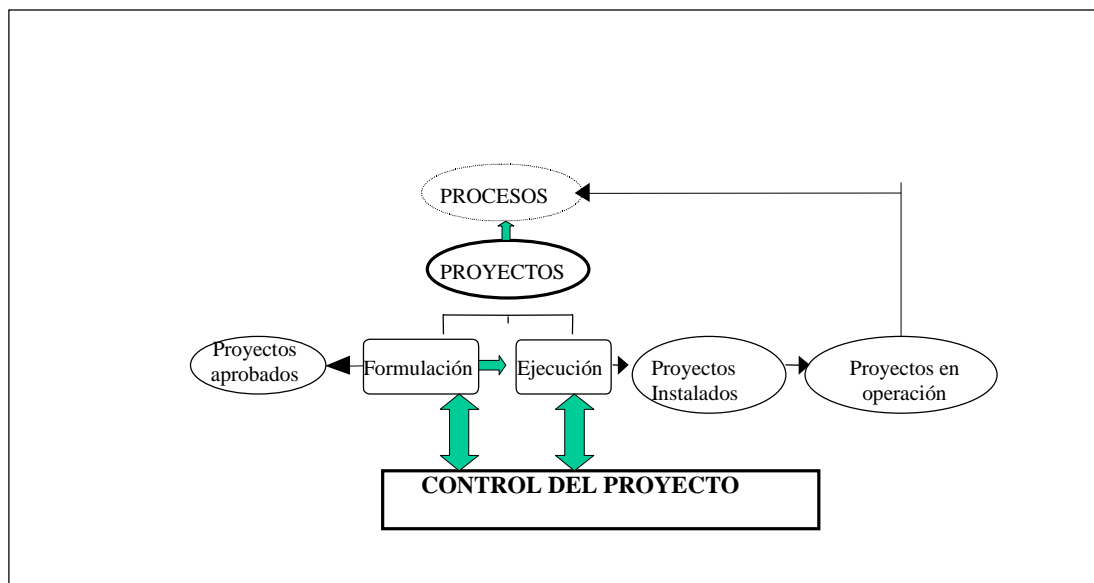 PROCESOS
PROYECTOS
Proyectos
aprobados
Formulación
Ejecución
Proyectos
Instalados
Proyectos en
operación
CONTROL DEL PROYECTO